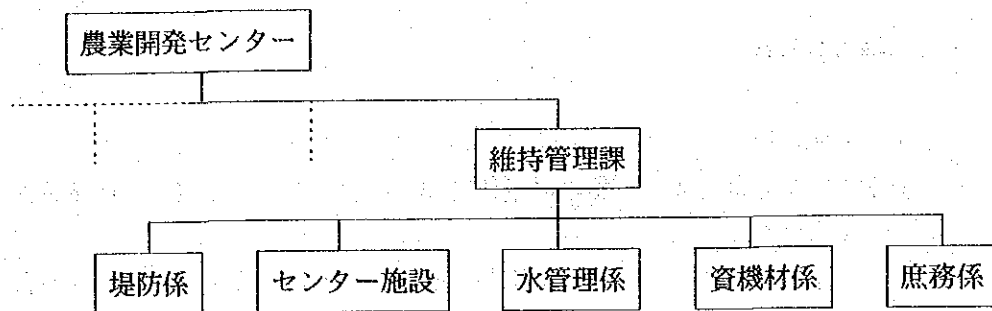 農業開発センター
維持管理課
堤防係
センター施設
水管理係
資機材係
庶務係